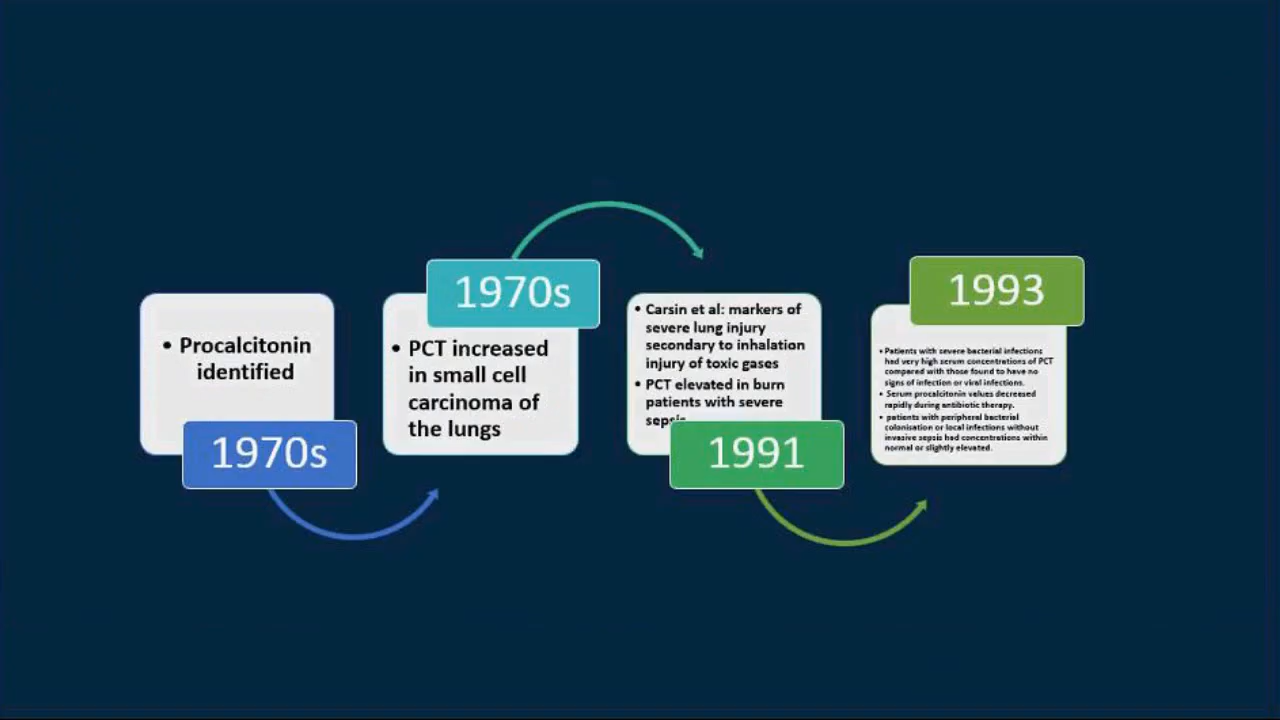 • Procalcitonin
identified
1970s
1970s
• PCT increased
in small cell
carcinoma of
the lungs
• Carsin et al: markers of
severe lung injury
secondary to inhalation
injury of toxic gases
• PCT elevated in burn
patients with severe
sepsis
1991
1993
• Patients with severe bacterial infections
had very high serum concentrations of PCT
compared with those found to have no
signs of infection or viral infections.
• Serum procalcitonin values decreased
rapidly during antibiotic therapy.
• patients with peripheral bacterial
colonisation or local infections without
invasive sepsis had concentrations within
normal or slightly elevated.